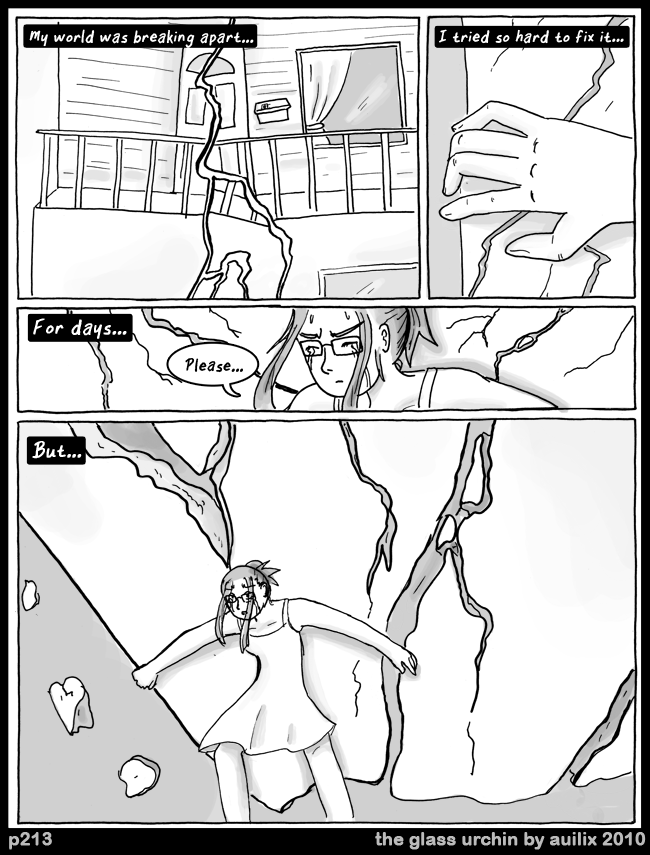 My world was breaking apart...
I tried so hard to fix it...
For days...
Please...
But...
p213
the glass urchin by auilix 2010